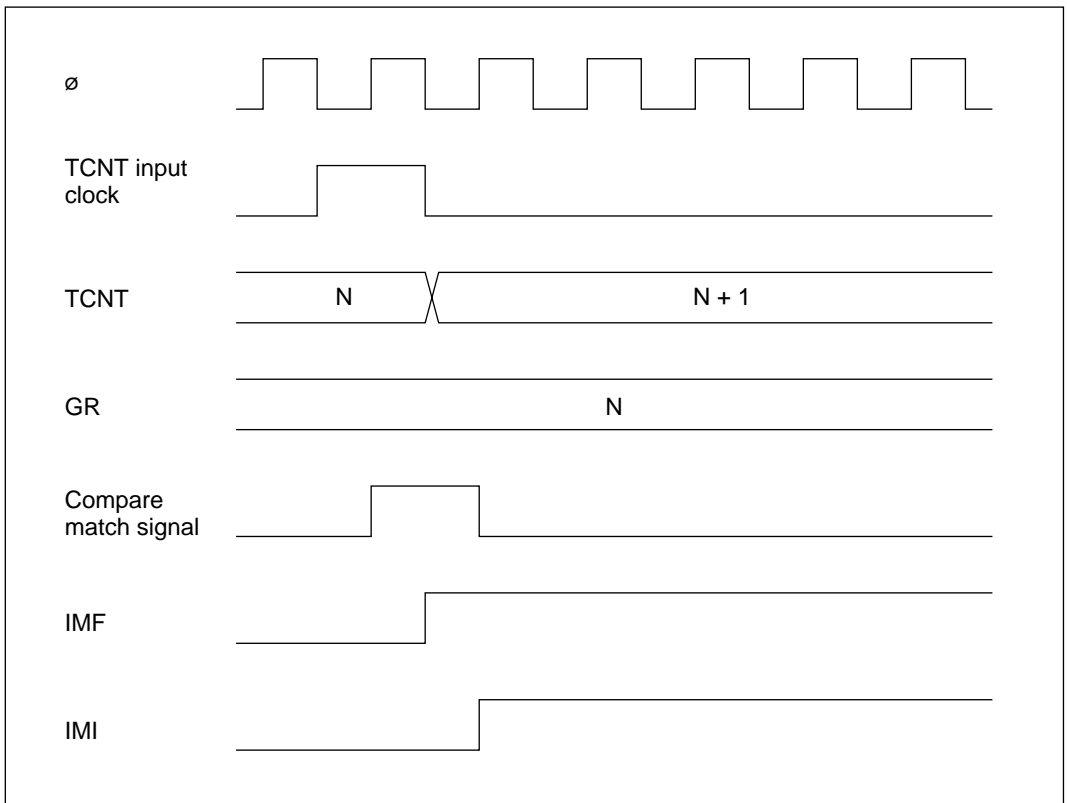 ø
TCNT input
clock
TCNT
N
N + 1
GR
N
Compare
match signal
IMF
IMI